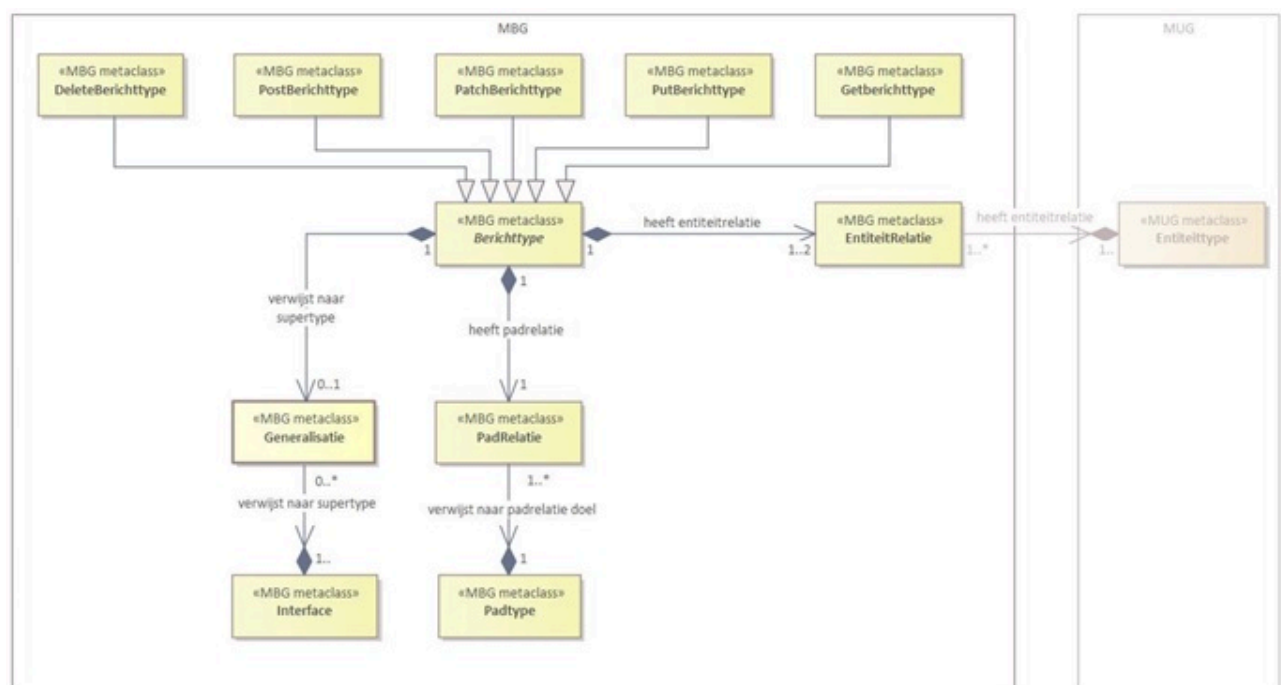 MBG
MUG
«MBG metaclass»
DeleteBerichttype
«MBG metaclass»
PostBerichttype
«MBG metaclass»
PatchBerichttype
«MBG metaclass»
PutBerichttype
«MBG metaclass»
Getberichttype
«MBG metaclass»
Berichttype
1
1
1
heeft entiteitrelatie
1..2
«MBG metaclass»
EntiteitRelatie
1..*
heeft entiteitrelatie
1..
«MUG metaclass»
Entiteittype
verwijst naar
supertype
0..1
heeft padrelatie
1
«MBG metaclass»
Generalisatie
0..*
verwijst naar supertype
1..
«MBG metaclass»
Interface
«MBG metaclass»
PadRelatie
1..*
verwijst naar padrelatie doel
1
«MBG metaclass»
Padtype